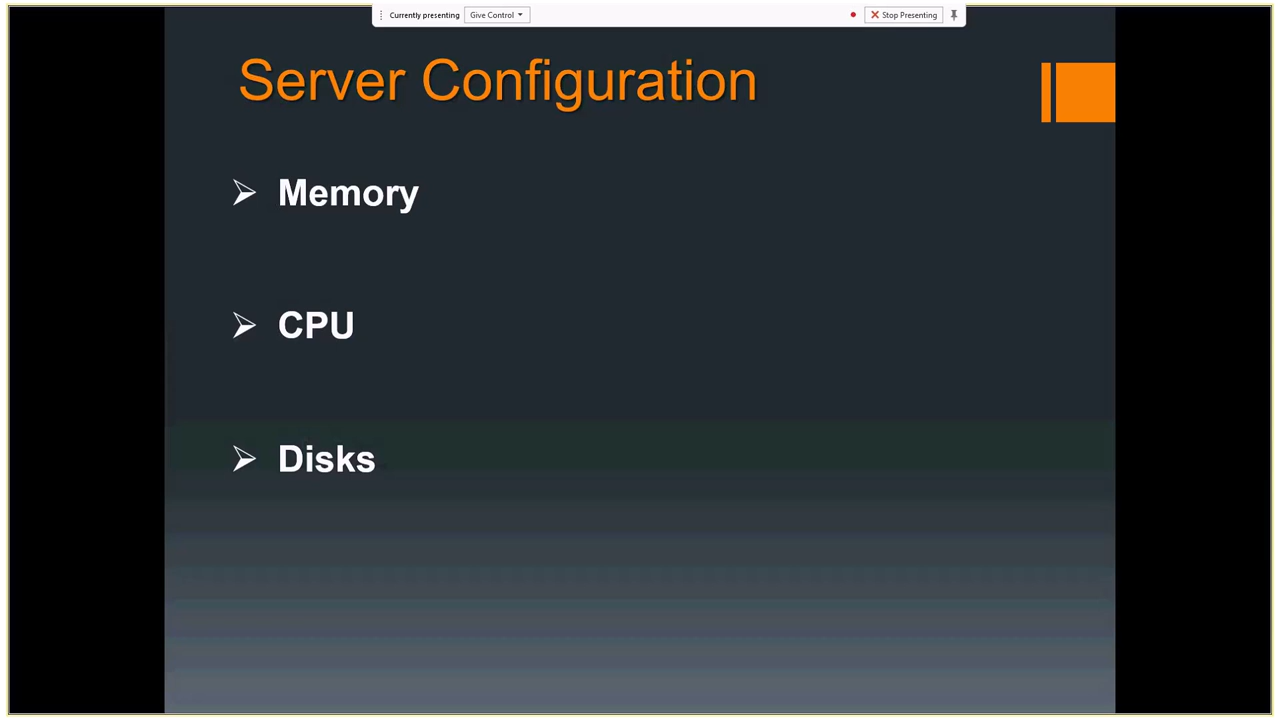 Currently presenting Give Control Stop Presenting
Server Configuration
Memory
CPU
Disks